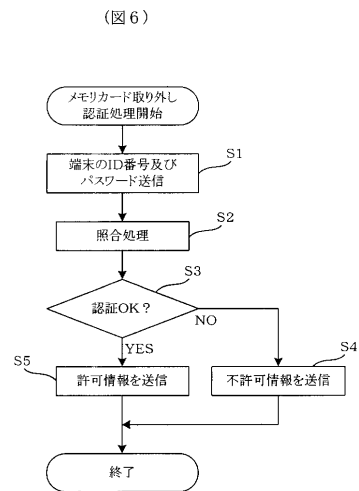 （図６）
メモリカード取り外し
認証処理開始
S1
端末のID番号及び
パスワード送信
S2
照合処理
S3
認証OK？
NO
YES
S5
許可情報を送信
S4
不許可情報を送信
終了